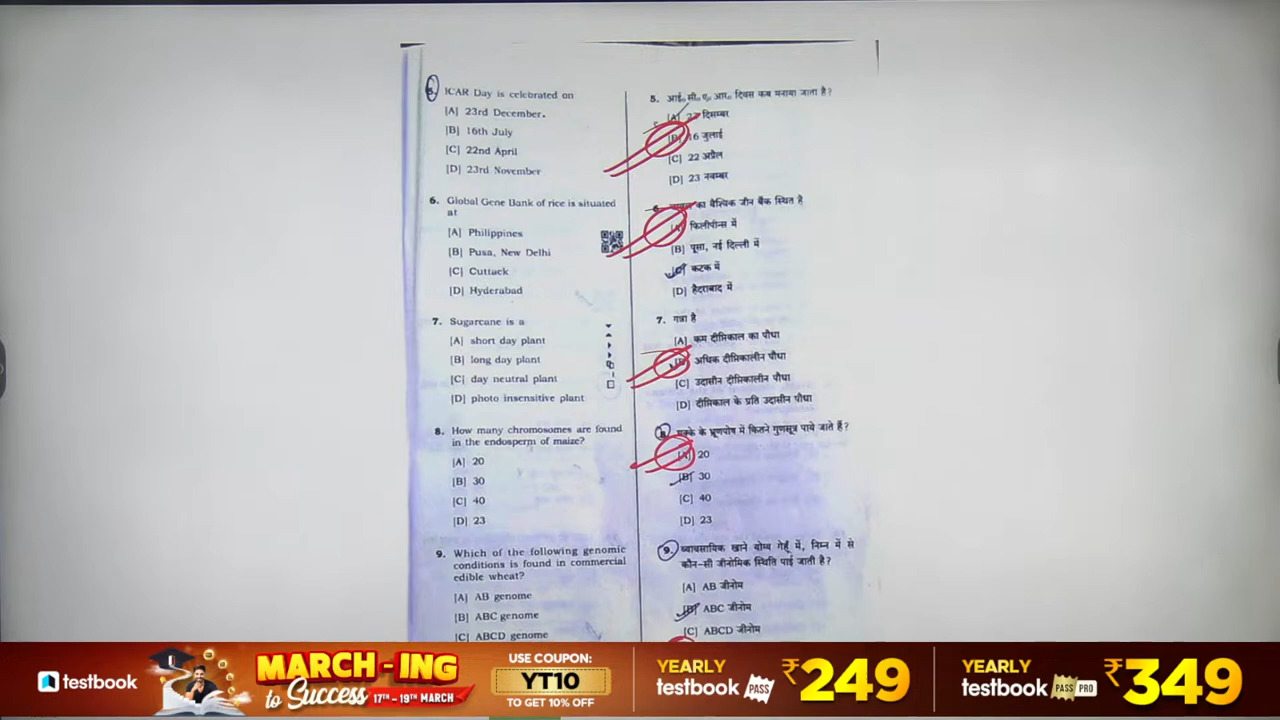 5. ICAR Day is celebrated on
[A] 23rd December.
[B] 16th July
[C] 22nd April
[D] 23rd November
6. Global Gene Bank of rice is situated
at
[A] Philippines
[B] Pusa, New Delhi
[C] Cuttack
[D] Hyderabad
7. Sugarcane is a
[A] short day plant
[B] long day plant
[C] day neutral plant
[D] photo insensitive plant
8. How many chromosomes are found
in the endosperm of maize?
[A] 20
[B] 30
[C] 40
[D] 23
9. Which of the following genomic
conditions is found in commercial
edible wheat?
[A] AB genome
[B] ABC genome
[C] ABCD genome
5. आई० सी० ए० आर० दिवस कब मनाया जाता है?
[A] दिसम्बर
[B] 16 जुलाई
[C] 22 अप्रैल
[D] 23 नवम्बर
6. का वैश्विक जीन बैंक स्थित है
फिलीपीन्स में
[B] पूसा, नई दिल्ली में
कटक में
[D] हैदराबाद में
7. गन्ना है
[A] कम दीप्तिकाल का पौधा
अधिक दीप्तिकालीन पौधा
[C] उदासीन दीप्तिकालीन पौधा
[D] दीप्तिकाल के प्रति उदासीन पौधा
8. मक्के के भ्रूणपोष में कितने गुणसूत्र पाये जाते हैं?
[A] 20
[B] 30
[C] 40
[D] 23
9. व्यावसायिक खाने योग्य गेहूँ में, निम्न में से
कौन-सी जीनोमिक स्थिति पाई जाती है?
[A] AB जीनोम
[B] ABC जीनोम
[C] ABCD जीनोम
testbook
MARCH-ING
to Success
17TH - 19TH MARCH
USE COUPON:
YT10
TO GET 10% OFF
YEARLY
testbook PASS
₹249
YEARLY
testbook PASS PRO
₹349